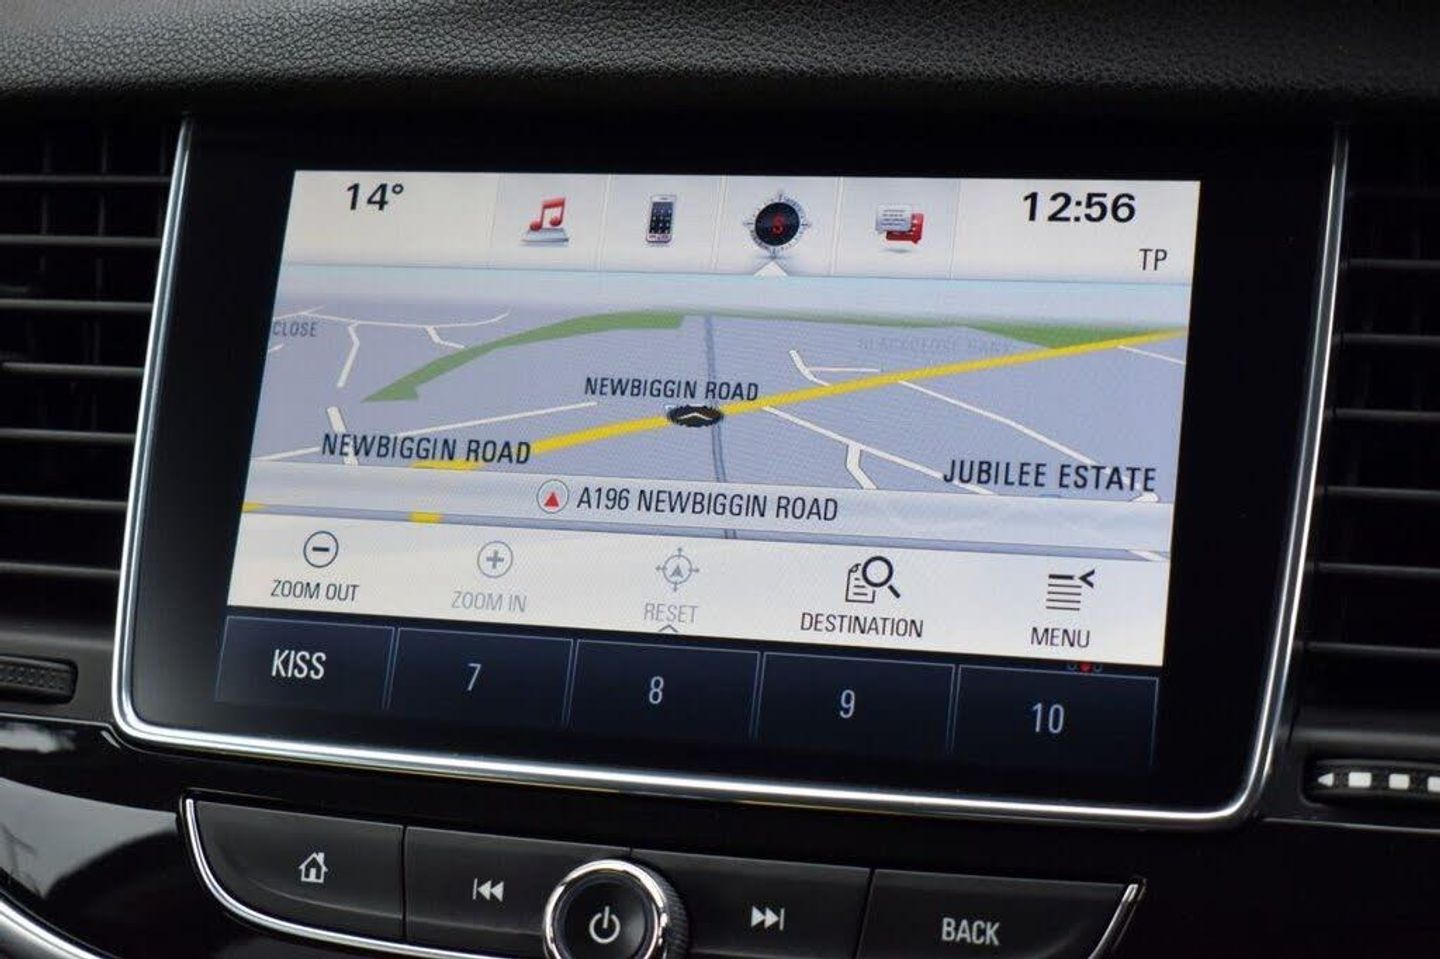 14°
12:56
TP
CLOSE
NEWBIGGIN ROAD
NEWBIGGIN ROAD
JUBILEE ESTATE
A196 NEWBIGGIN ROAD
ZOOM OUT
ZOOM IN
RESET
DESTINATION
MENU
KISS
7
8
9
10
BACK